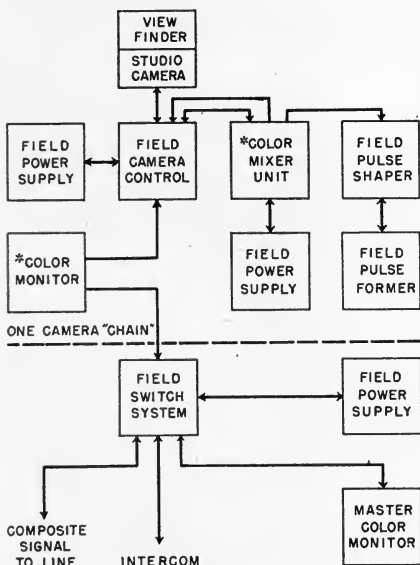 VIEW
FINDER
STUDIO
CAMERA
FIELD
POWER
SUPPLY
FIELD
CAMERA
CONTROL
*COLOR
MIXER
UNIT
FIELD
PULSE
SHAPER
*COLOR
MONITOR
FIELD
POWER
SUPPLY
FIELD
PULSE
FORMER
ONE CAMERA "CHAIN"
FIELD
SWITCH
SYSTEM
FIELD
POWER
SUPPLY
COMPOSITE
SIGNAL
TO LINE
INTERCOM
MASTER
COLOR
MONITOR